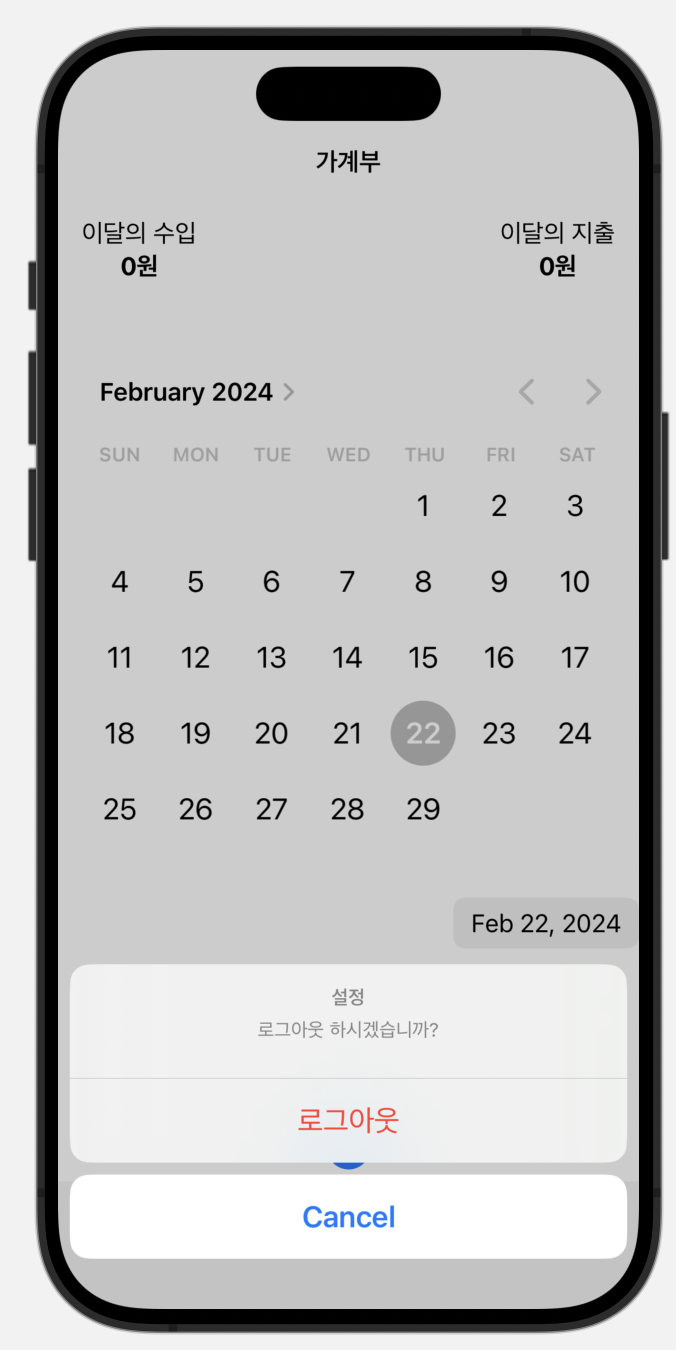 가계부
이달의 수입 이달의 지출
0원 0원
February 2024
SUN MON TUE WED THU FRI SAT
1 2 3
4 5 6 7 8 9 10
11 12 13 14 15 16 17
18 19 20 21 22 23 24
25 26 27 28 29
Feb 22, 2024
설정
로그아웃 하시겠습니까?
로그아웃
Cancel